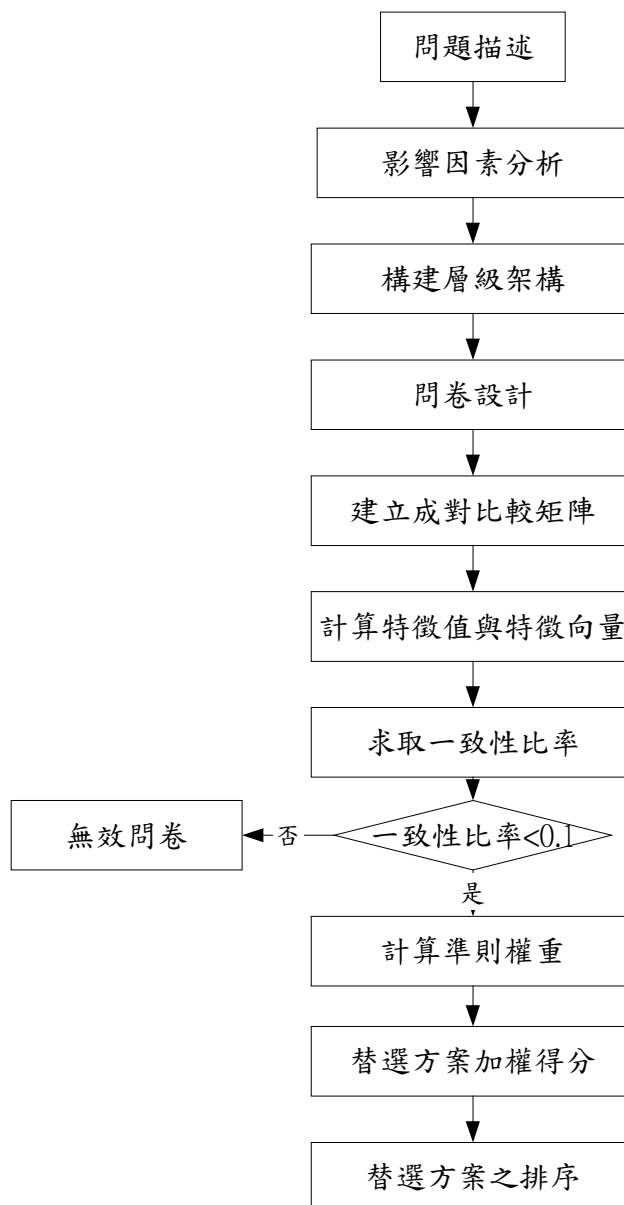 問題描述
影響因素分析
構建層級架構
問卷設計
建立成對比較矩陣
計算特徵值與特徵向量
求取一致性比率
無效問卷
否
一致性比率<0.1
是
計算準則權重
替選方案加權得分
替選方案之排序